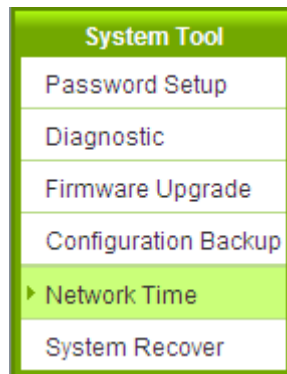 System Tool
Password Setup
Diagnostic
Firmware Upgrade
Configuration Backup
Network Time
System Recover